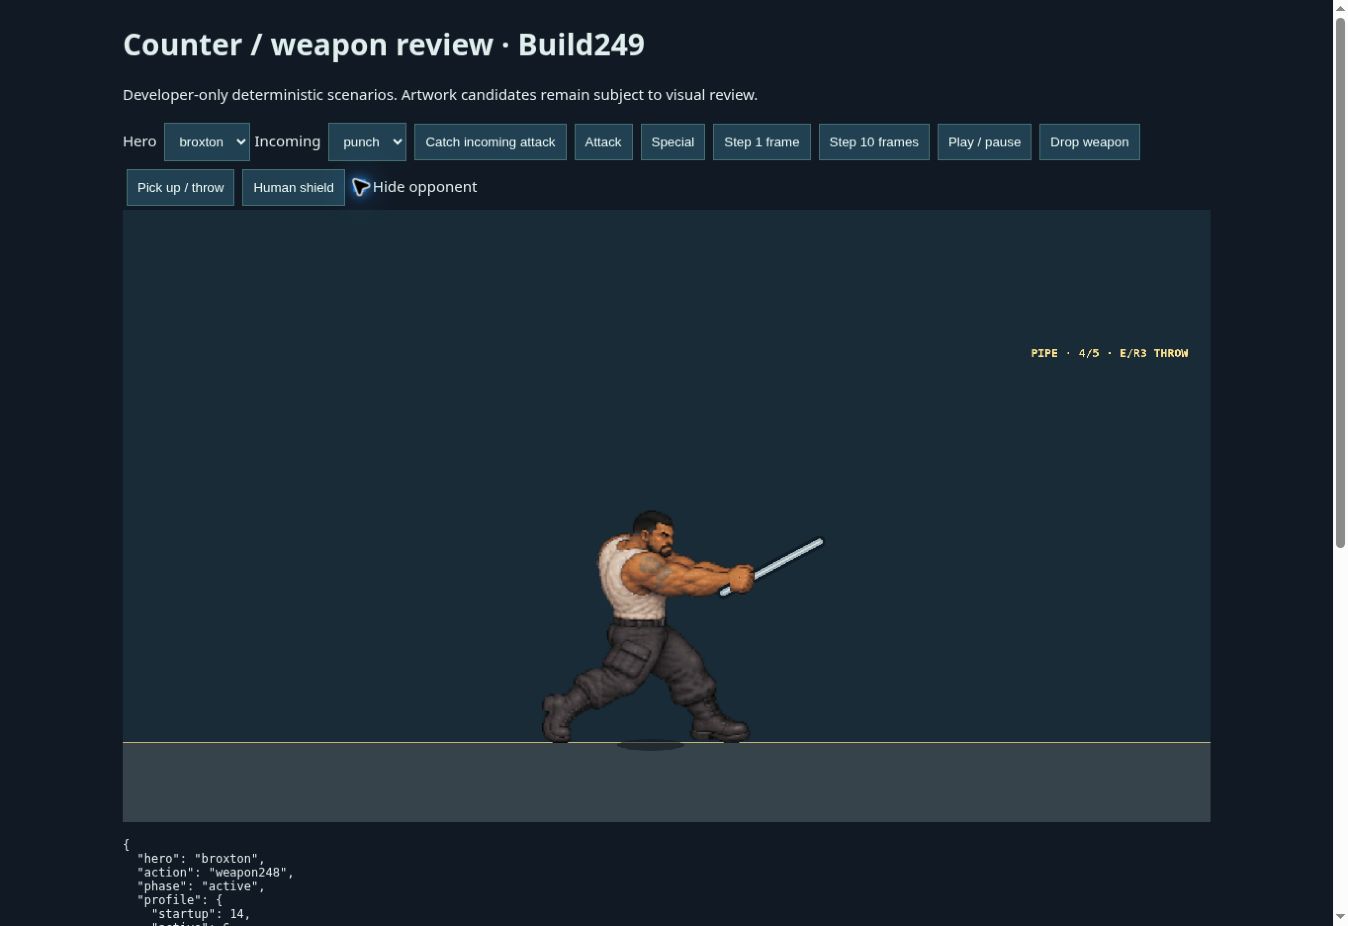 Counter / weapon review · Build249
Developer-only deterministic scenarios. Artwork candidates remain subject to visual review.
Hero broxton Incoming punch Catch incoming attack Attack Special Step 1 frame Step 10 frames Play / pause Drop weapon
Pick up / throw Human shield Hide opponent
PIPE · 4/5 · E/R3 THROW
{
"hero": "broxton",
"action": "weapon248",
"phase": "active",
"profile": {
"startup": 14,